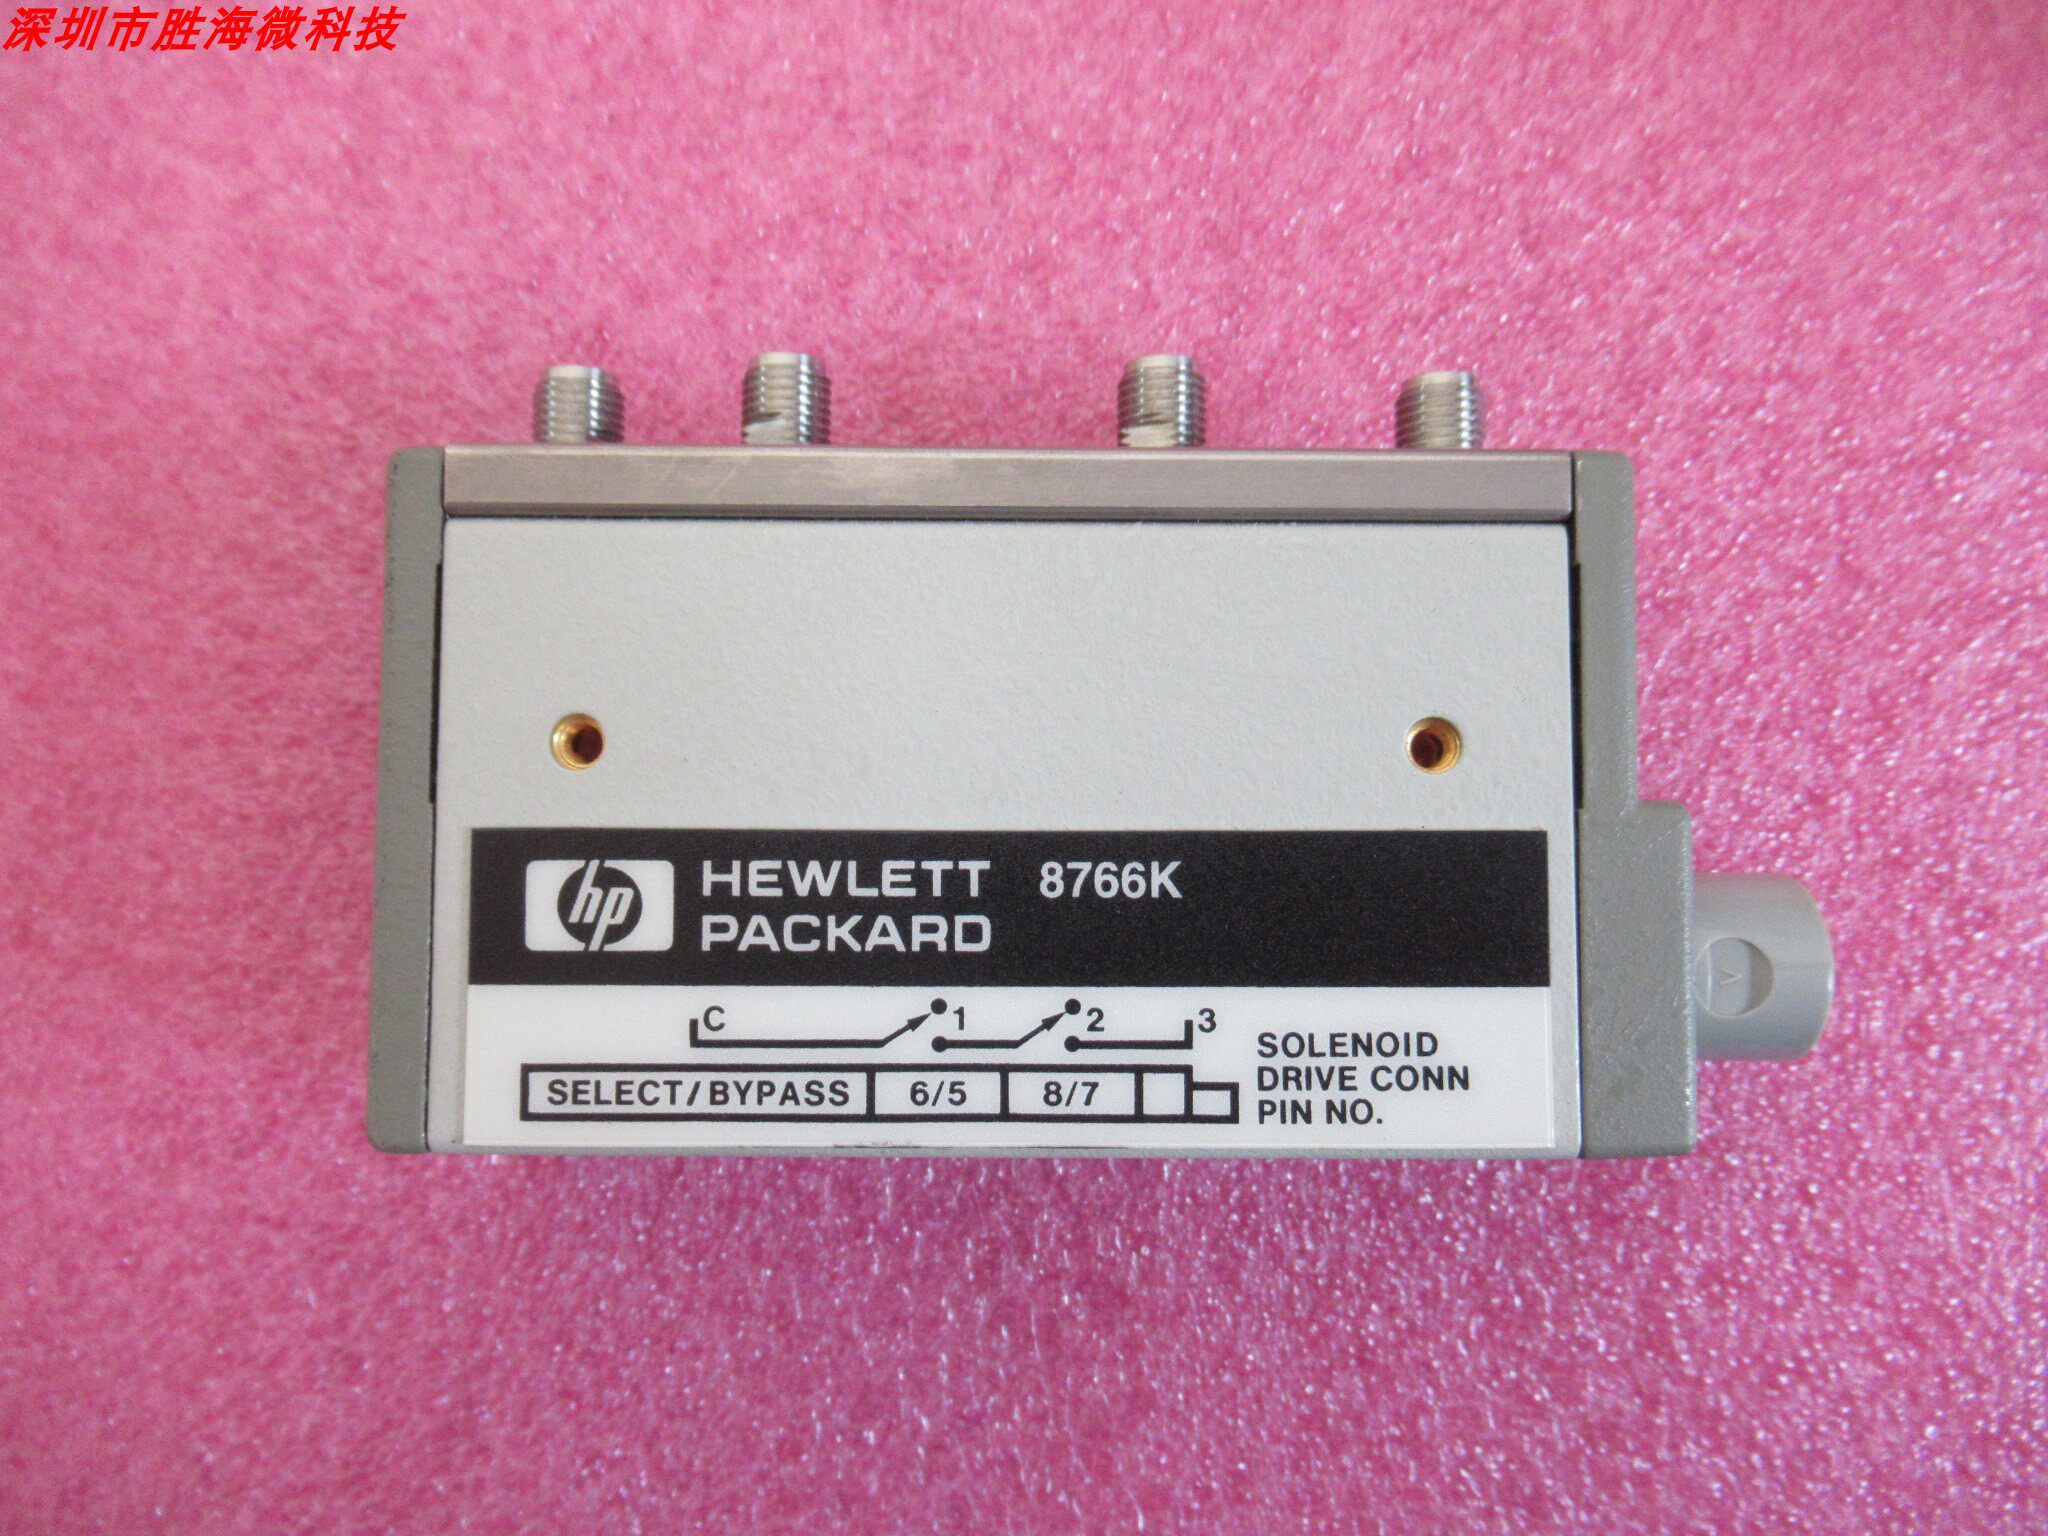 深圳市胜海微科技
hp HEWLETT PACKARD 8766K
C 1 2 3
SELECT/BYPASS 6/5 8/7
SOLENOID
DRIVE CONN
PIN NO.
V